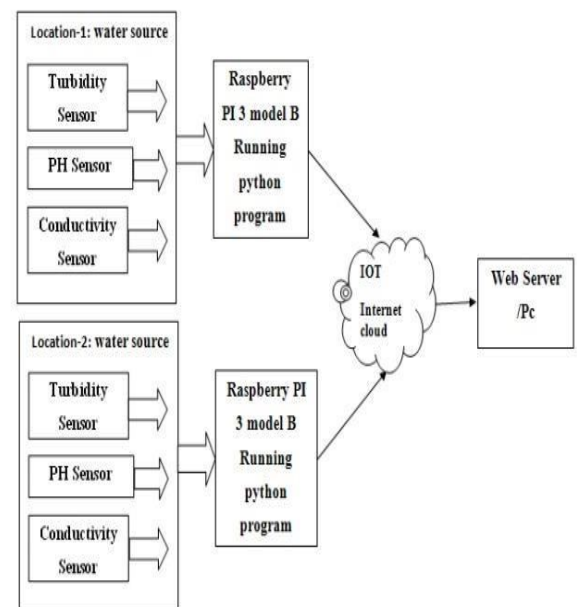 Location-1: water source
Turbidity
Sensor
PH Sensor
Conductivity
Sensor
Raspberry
PI 3 model B
Running
python
program
Location-2: water source
Turbidity
Sensor
PH Sensor
Conductivity
Sensor
Raspberry PI
3 model B
Running
python
program
IOT
Internet
cloud
Web Server
/Pc